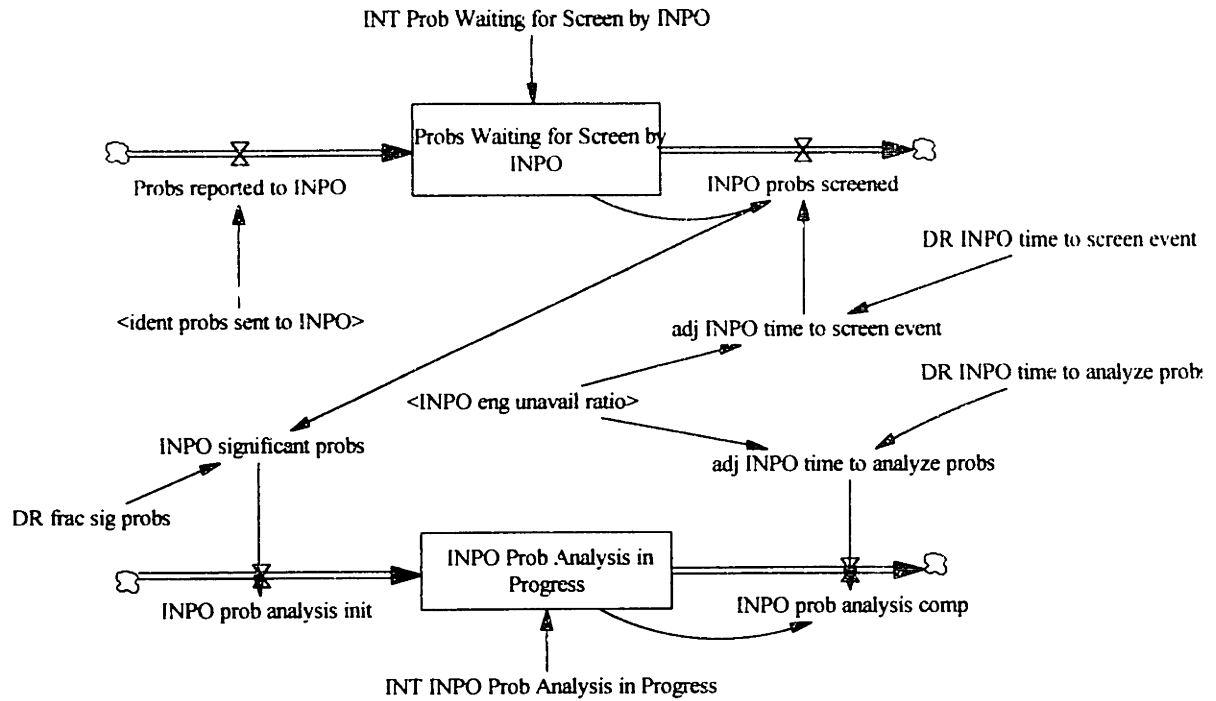 INT Prob Waiting for Screen by INPO
Probs Waiting for Screen by
INPO
Probs reported to INPO
INPO probs screened
DR INPO time to screen event
<ident probs sent to INPO>
adj INPO time to screen event
DR INPO time to analyze prob
<INPO eng unavail ratio>
INPO significant probs
adj INPO time to analyze probs
DR frac sig probs
INPO Prob Analysis in
Progress
INPO prob analysis init
INPO prob analysis comp
INT INPO Prob Analysis in Progress